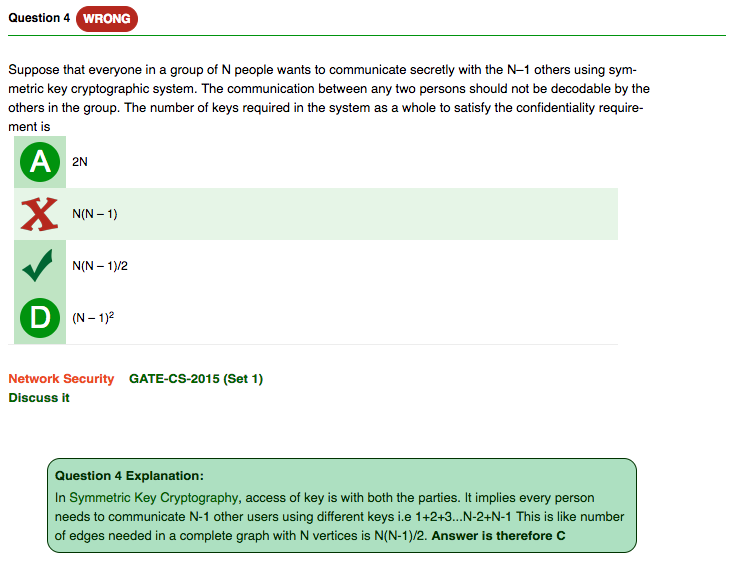 Question 4 WRONG
Suppose that everyone in a group of N people wants to communicate secretly with the N–1 others using sym-
metric key cryptographic system. The communication between any two persons should not be decodable by the
others in the group. The number of keys required in the system as a whole to satisfy the confidentiality require-
ment is
A 2N
X N(N – 1)
N(N – 1)/2
D (N – 1)²
Network Security GATE-CS-2015 (Set 1)
Discuss it
Question 4 Explanation:
In Symmetric Key Cryptography, access of key is with both the parties. It implies every person
needs to communicate N-1 other users using different keys i.e 1+2+3...N-2+N-1 This is like number
of edges needed in a complete graph with N vertices is N(N-1)/2. Answer is therefore C